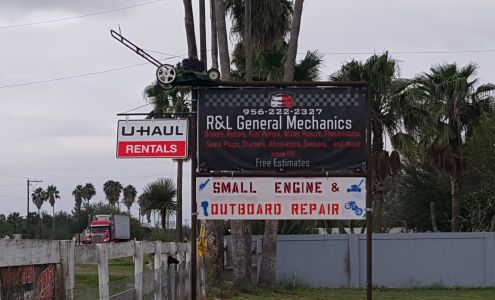 956-222-2327
R&L General Mechanics
Brakes, Rotors, Fuel Pumps, Water Pumps, Thermostats,
Spark Plugs, Starters, Alternators, Sensors, and much
more !!!!
Free Estimates
U-HAUL
RENTALS
SMALL ENGINE &
OUTBOARD REPAIR